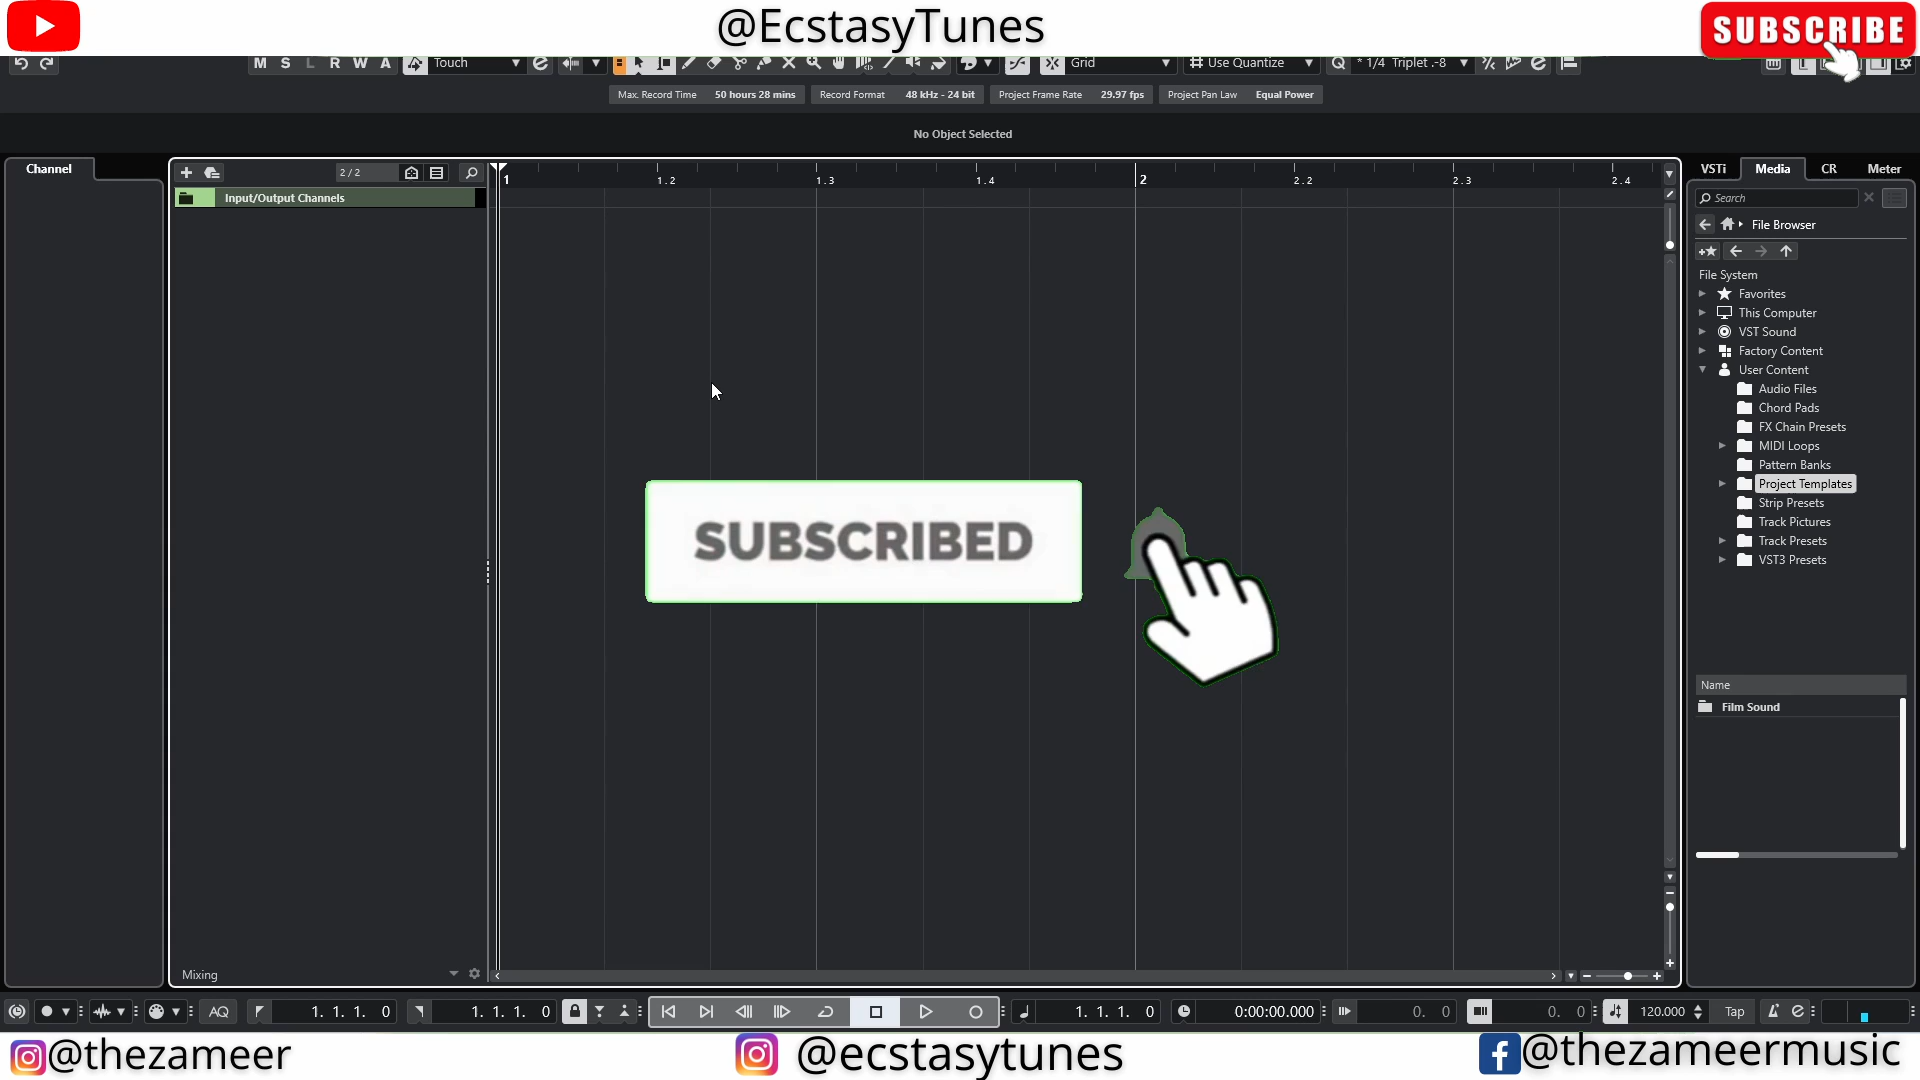 @EcstasyTunes
SUBSCRIBE
M S L R W A Touch Grid Use Quantize Q * 1/4 Triplet .-8
Max. Record Time 50 hours 28 mins Record Format 48 kHz - 24 bit Project Frame Rate 29.97 fps Project Pan Law Equal Power
No Object Selected
Channel
2 / 2
1 1.2 1.3 1.4 2 2.2 2.3 2.4
Input/Output Channels
VSTi Media CR Meter
Search
File Browser
File System
Favorites
This Computer
VST Sound
Factory Content
User Content
Audio Files
Chord Pads
FX Chain Presets
MIDI Loops
Pattern Banks
Project Templates
Strip Presets
Track Pictures
Track Presets
VST3 Presets
SUBSCRIBED
Name
Film Sound
Mixing
AQ 1. 1. 1. 0 1. 1. 1. 0 1. 1. 1. 0 0:00:00.000 0. 0 0. 0 120.000 Tap
@thezameer @ecstasytunes @thezameermusic